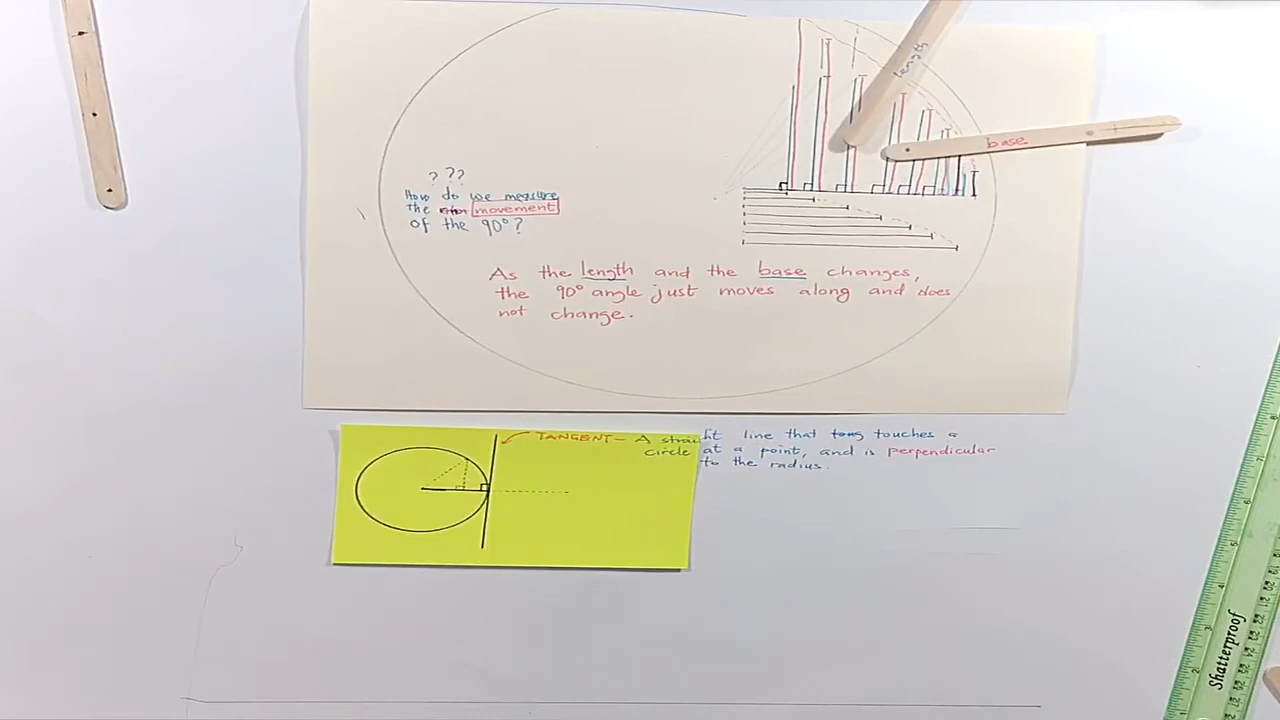 length
base
? ??
How do we measure
the movement
of the 90°?
As the length and the base changes,
the 90° angle just moves along and does
not change.
TANGENT - A straight line that touches a
circle at a point, and is perpendicular
to the radius.
Shatterproof